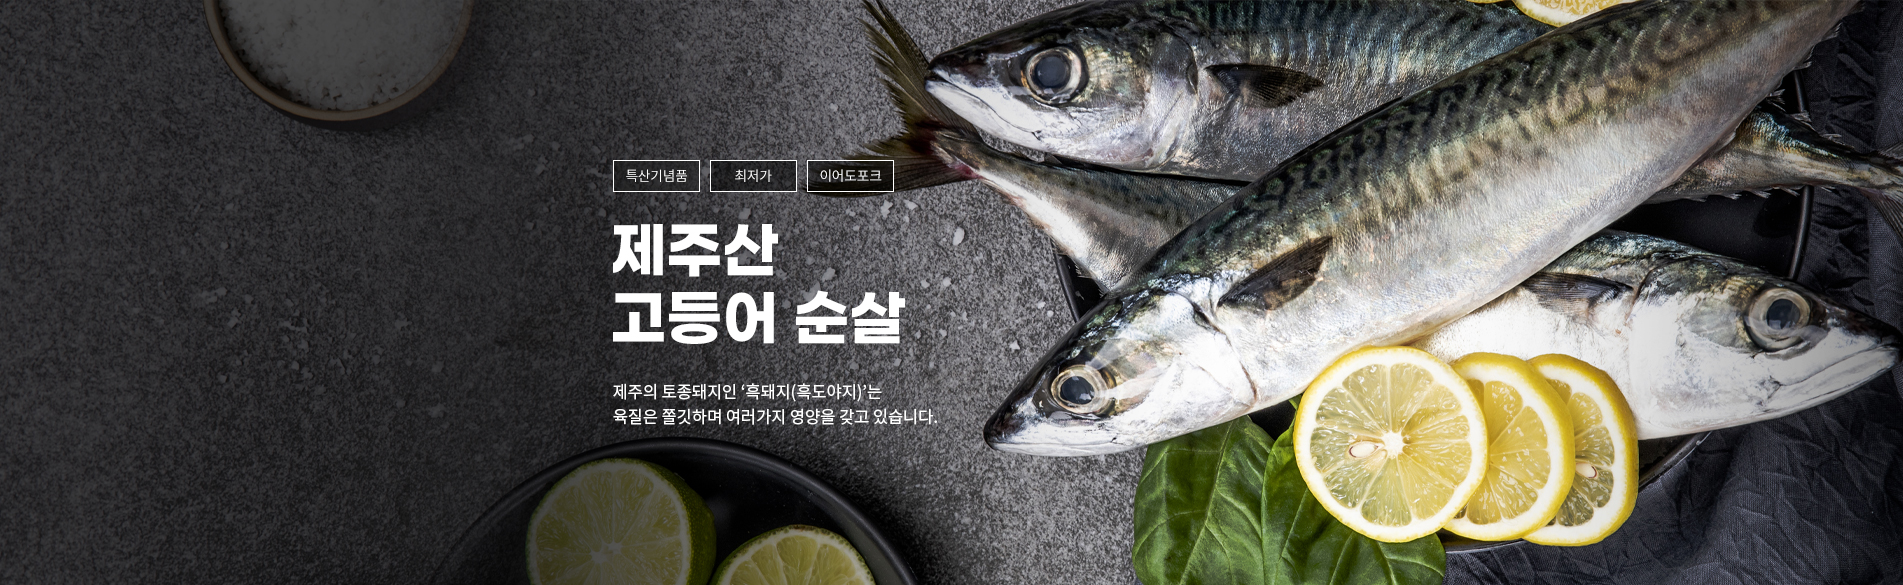 특산기념품 최저가 이어도포크
제주산
고등어 순살
제주의 토종돼지인 ‘흑돼지(흑도야지)’는
육질은 쫄깃하며 여러가지 영양을 갖고 있습니다.